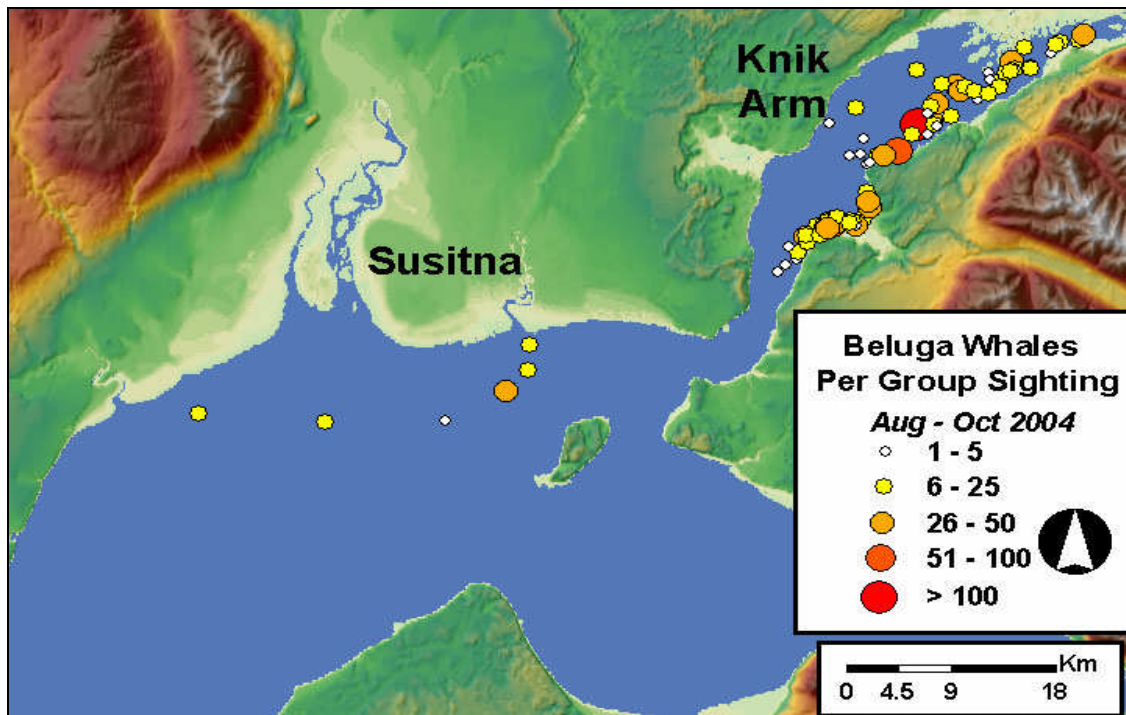 Knik
Arm
Susitna
Beluga Whales
Per Group Sighting
Aug - Oct 2004
1 - 5
6 - 25
26 - 50
51 - 100
> 100
Km
0 4.5 9 18